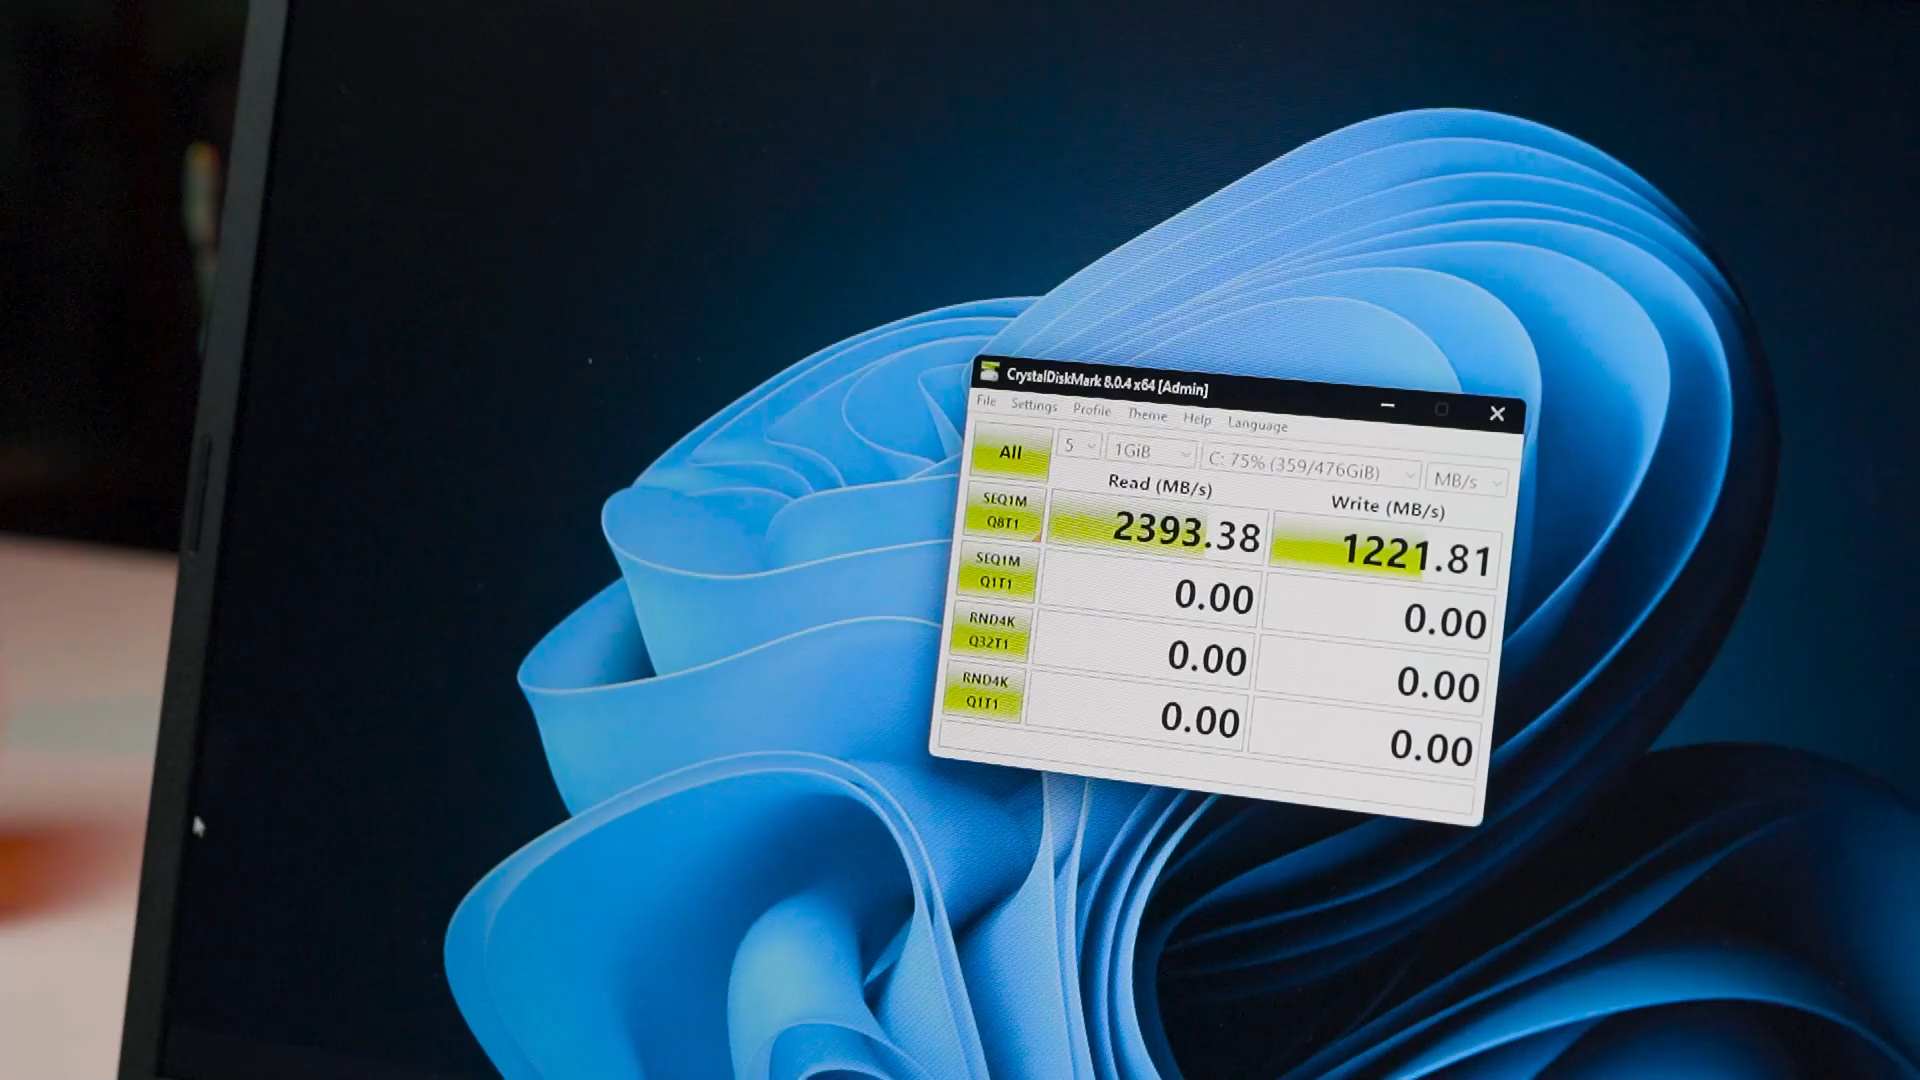 CrystalDiskMark 8.0.4 x64 [Admin]
File Settings Profile Theme Help Language
All 5 1GiB C: 75% (359/476GiB) MB/s
Read (MB/s) Write (MB/s)
SEQ1M
Q8T1
2393.38 1221.81
SEQ1M
Q1T1
0.00 0.00
RND4K
Q32T1
0.00 0.00
RND4K
Q1T1
0.00 0.00